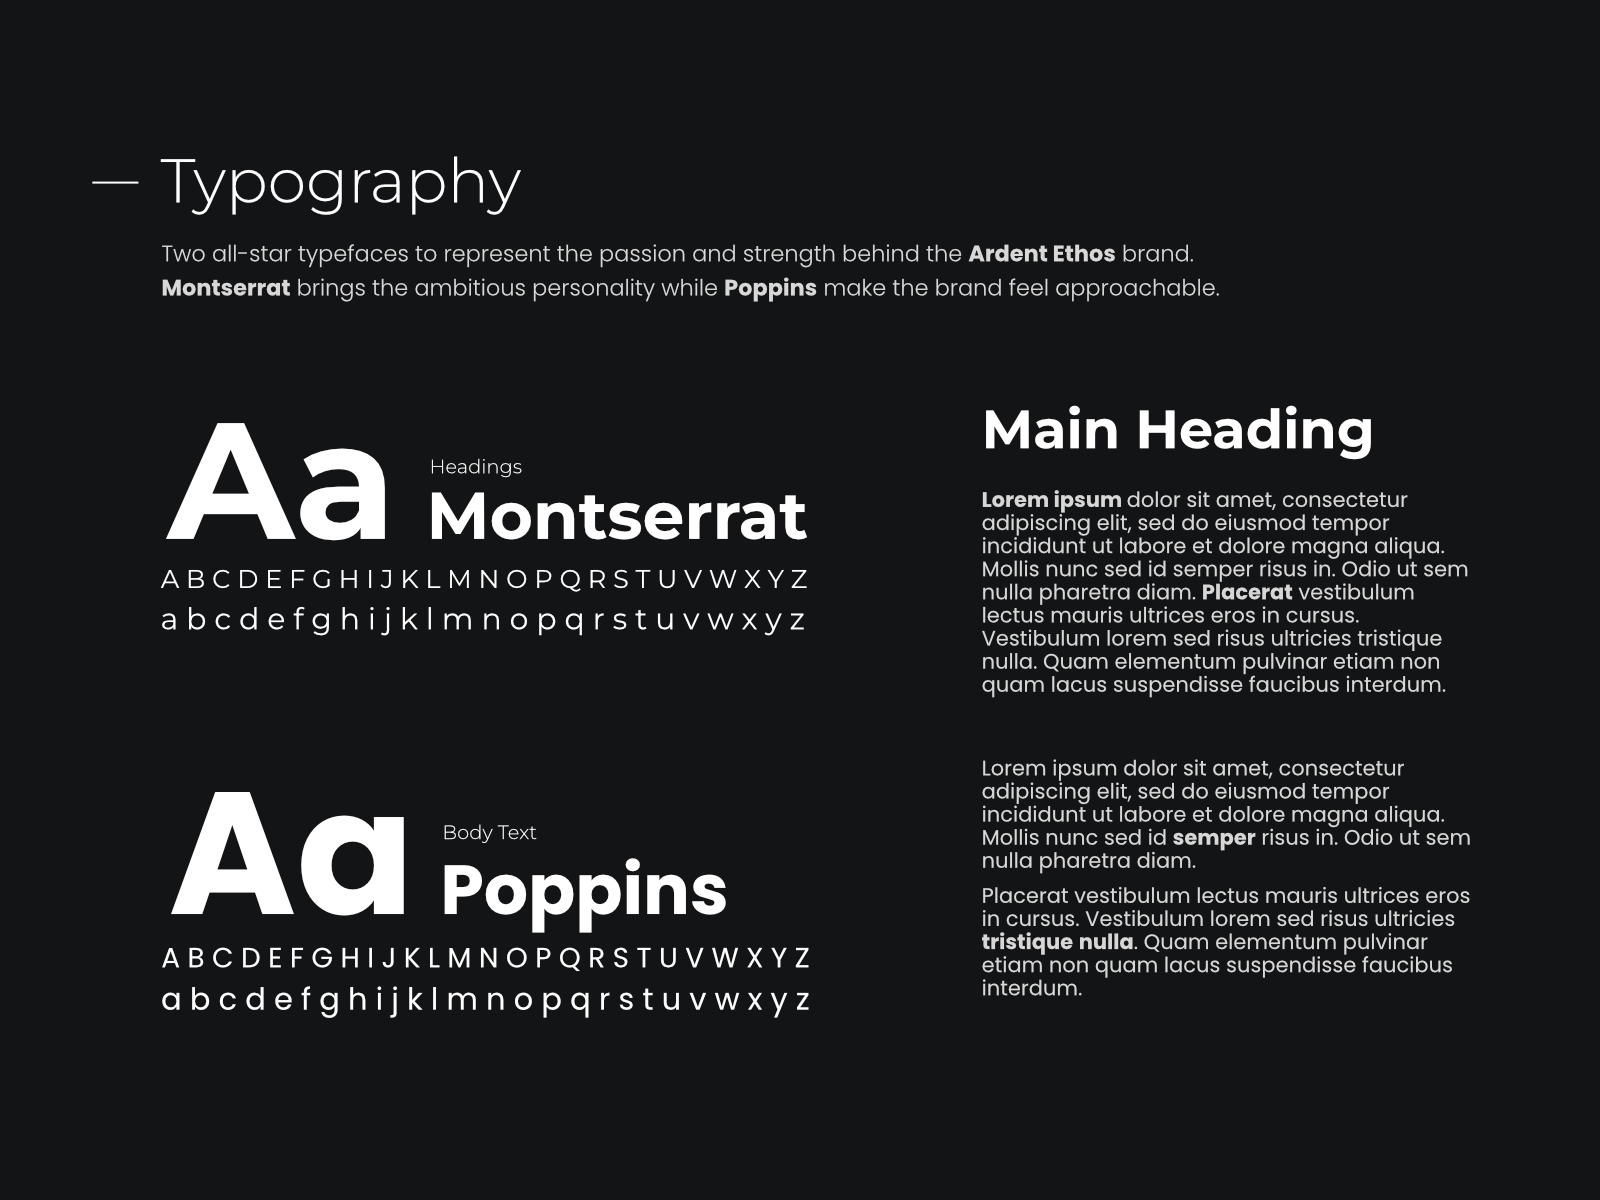 Typography
Two all-star typefaces to represent the passion and strength behind the Ardent Ethos brand.
Montserrat brings the ambitious personality while Poppins make the brand feel approachable.
Aa
Headings
Montserrat
A B C D E F G H I J K L M N O P Q R S T U V W X Y Z
a b c d e f g h i j k l m n o p q r s t u v w x y z
Aa
Body Text
Poppins
A B C D E F G H I J K L M N O P Q R S T U V W X Y Z
a b c d e f g h i j k l m n o p q r s t u v w x y z
Main Heading
Lorem ipsum dolor sit amet, consectetur
adipiscing elit, sed do eiusmod tempor
incididunt ut labore et dolore magna aliqua.
Mollis nunc sed id semper risus in. Odio ut sem
nulla pharetra diam. Placerat vestibulum
lectus mauris ultrices eros in cursus.
Vestibulum lorem sed risus ultricies tristique
nulla. Quam elementum pulvinar etiam non
quam lacus suspendisse faucibus interdum.
Lorem ipsum dolor sit amet, consectetur
adipiscing elit, sed do eiusmod tempor
incididunt ut labore et dolore magna aliqua.
Mollis nunc sed id semper risus in. Odio ut sem
nulla pharetra diam.
Placerat vestibulum lectus mauris ultrices eros
in cursus. Vestibulum lorem sed risus ultricies
tristique nulla. Quam elementum pulvinar
etiam non quam lacus suspendisse faucibus
interdum.